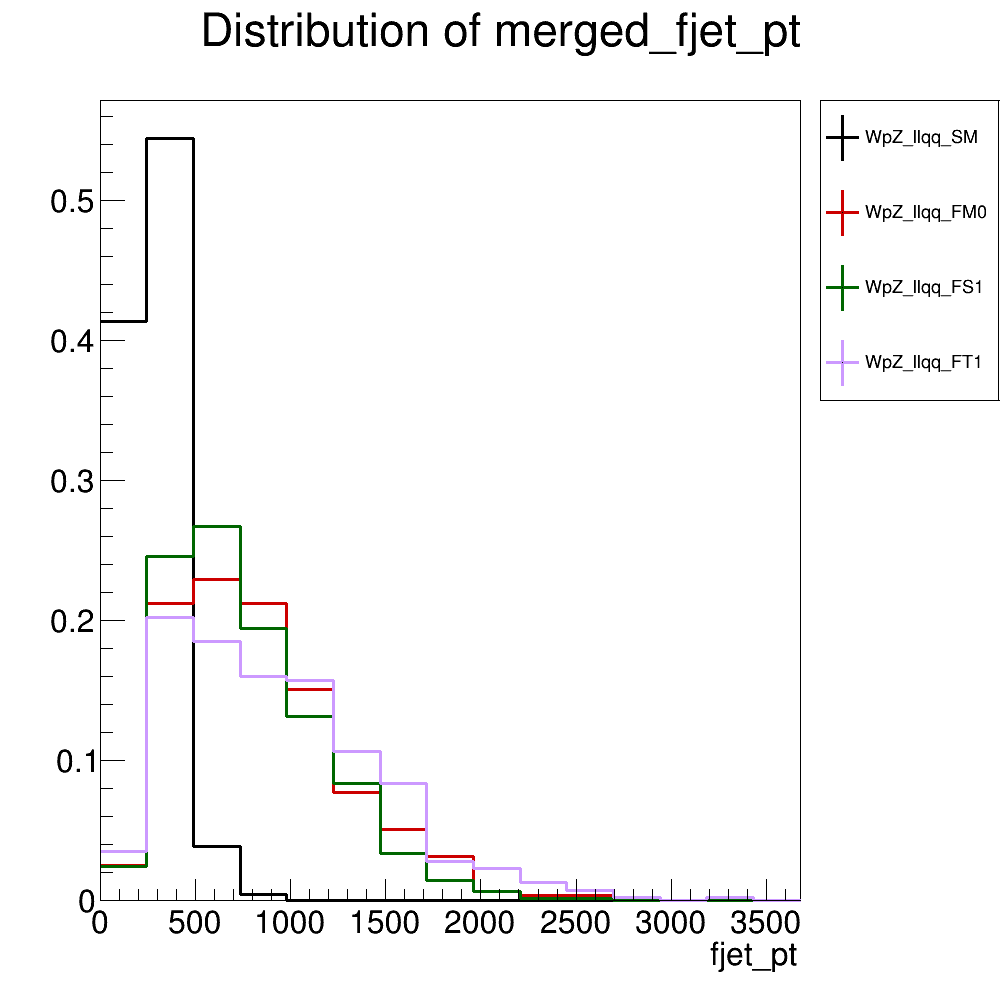 Distribution of merged_fjet_pt
WpZ_llqq_SM
WpZ_llqq_FM0
WpZ_llqq_FS1
WpZ_llqq_FT1
0.5
0.4
0.3
0.2
0.1
0
0 500 1000 1500 2000 2500 3000 3500
fjet_pt